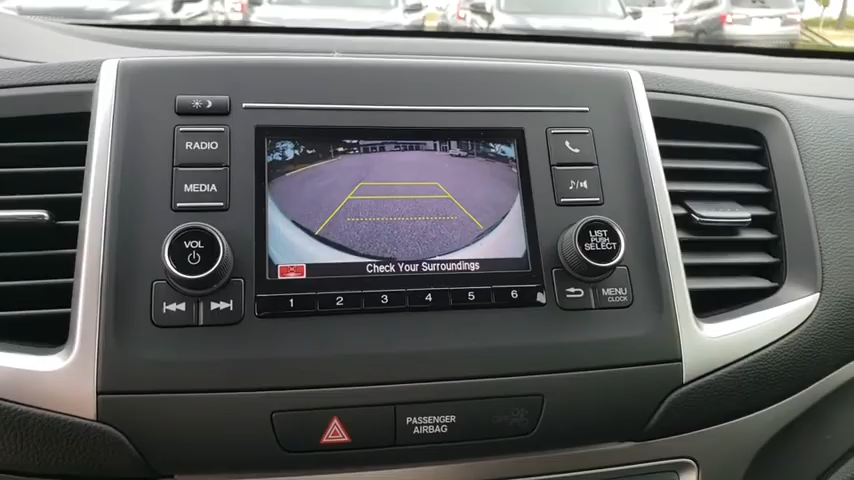 RADIO
MEDIA
VOL
LIST
PUSH
SELECT
MENU
CLOCK
Check Your Surroundings
1 2 3 4 5 6
PASSENGER
AIRBAG